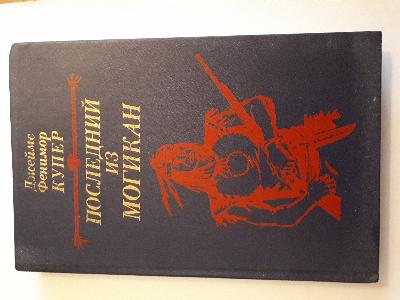 Джеймс
Фенимор
КУПЕР
ПОСЛЕДНИЙ
ИЗ
МОГИКАН